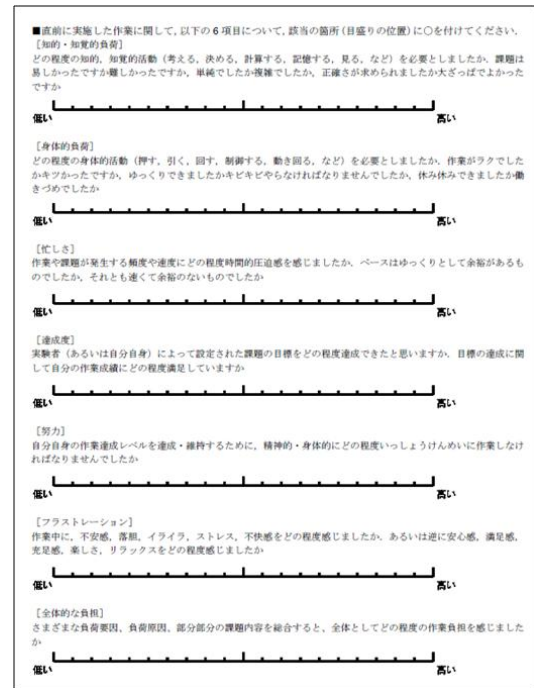 ■直前に実施した作業に関して，以下の 6 項目について，該当の箇所（目盛りの位置）に○を付けてください．
［知的・知覚的負荷］
どの程度の知的，知覚的活動（考える，決める，計算する，記憶する，見る，など）を必要としましたか．課題は
易しかったですか難しかったですか，単純でしたか複雑でしたか，正確さが求められましたか大ざっぱでよかった
ですか
低い 高い
［身体的負荷］
どの程度の身体的活動（押す，引く，回す，制御する，動き回る，など）を必要としましたか．作業がラクでした
かキツかったですか，ゆっくりできましたかキビキビやらなければなりませんでしたか，休み休みできましたか働
きづめでしたか
低い 高い
［忙しさ］
作業や課題が発生する頻度や速度にどの程度時間的圧迫感を感じましたか．ペースはゆっくりとして余裕があるも
のでしたか，それとも速くて余裕のないものでしたか
低い 高い
［達成度］
実験者（あるいは自分自身）によって設定された課題の目標をどの程度達成できたと思いますか．目標の達成に関
して自分の作業成績にどの程度満足していますか
低い 高い
［努力］
自分自身の作業達成レベルを達成・維持するために，精神的・身体的にどの程度いっしょうけんめいに作業しなけ
ればなりませんでしたか
低い 高い
［フラストレーション］
作業中に，不安感，落胆，イライラ，ストレス，不快感をどの程度感じましたか．あるいは逆に安心感，満足感，
充足感，楽しさ，リラックスをどの程度感じましたか
低い 高い
［全体的な負担］
さまざまな負荷要因，負荷原因，部分部分の課題内容を総合すると，全体としてどの程度の作業負担を感じました
か
低い 高い